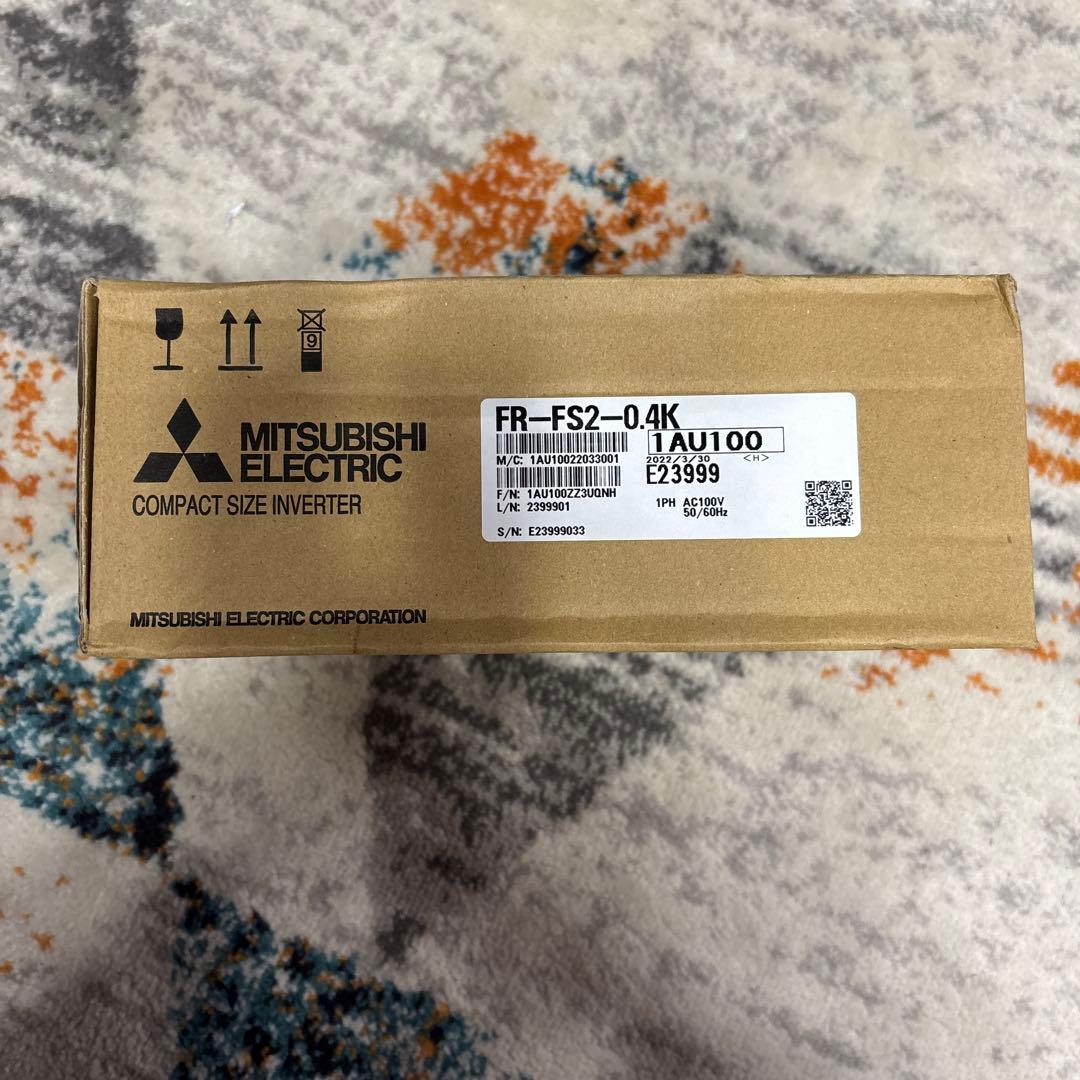 9
MITSUBISHI
ELECTRIC
COMPACT SIZE INVERTER
MITSUBISHI ELECTRIC CORPORATION
FR-FS2-0.4K
1AU100
M/C: 1AU10022033001
2022/3/30 <H>
E23999
F/N: 1AU100ZZ3UQNH
L/N: 2399901
1PH AC100V
50/60Hz
S/N: E23999033